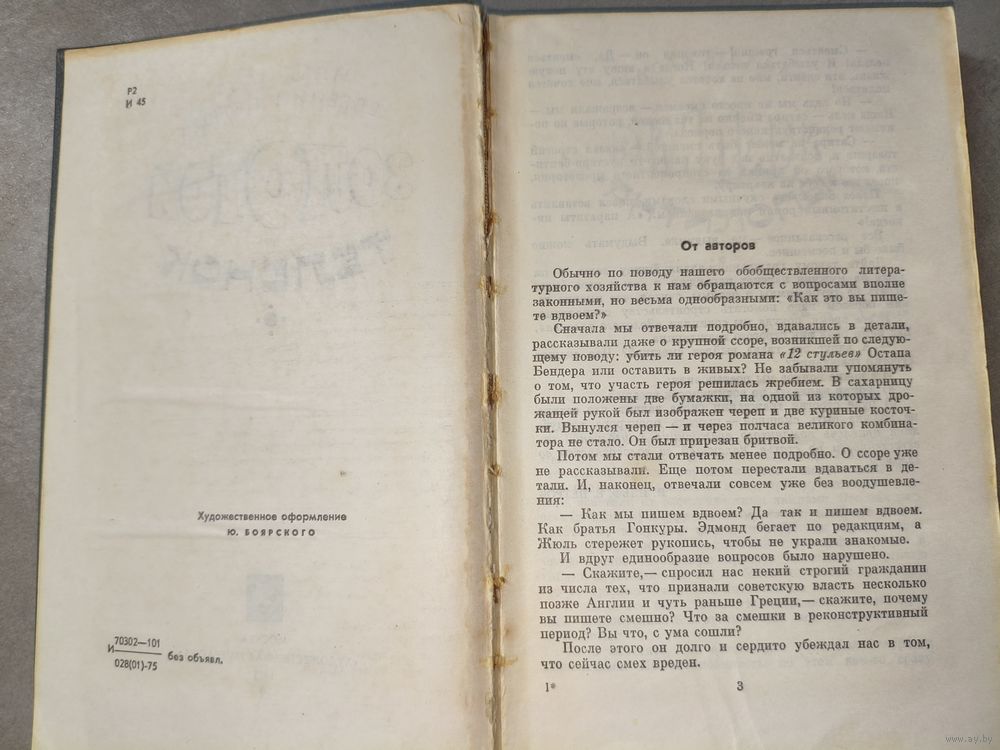 Р2
И 45
Художественное оформление
Ю. БОЯРСКОГО
И 70302—101
028(01)-75 без объявл.
От авторов
Обычно по поводу нашего обобществленного литера-
турного хозяйства к нам обращаются с вопросами вполне
законными, но весьма однообразными: «Как это вы пише-
те вдвоем?»
Сначала мы отвечали подробно, вдавались в детали,
рассказывали даже о крупной ссоре, возникшей по следую-
щему поводу: убить ли героя романа «12 стульев» Остапа
Бендера или оставить в живых? Не забывали упомянуть
о том, что участь героя решилась жребием. В сахарницу
были положены две бумажки, на одной из которых дро-
жащей рукой был изображен череп и две куриные косточ-
ки. Вынулся череп — и через полчаса великого комбина-
тора не стало. Он был прирезан бритвой.
Потом мы стали отвечать менее подробно. О ссоре уже
не рассказывали. Еще потом перестали вдаваться в де-
тали. И, наконец, отвечали совсем уже без воодушевле-
ния:
— Как мы пишем вдвоем? Да так и пишем вдвоем.
Как братья Гонкуры. Эдмонд бегает по редакциям, а
Жюль стережет рукопись, чтобы не украли знакомые.
И вдруг единообразие вопросов было нарушено.
— Скажите,— спросил нас некий строгий гражданин
из числа тех, что признали советскую власть несколько
позже Англии и чуть раньше Греции,— скажите, почему
вы пишете смешно? Что за смешки в реконструктивный
период? Вы что, с ума сошли?
После этого он долго и сердито убеждал нас в том,
что сейчас смех вреден.
1* 3
www.ay.by